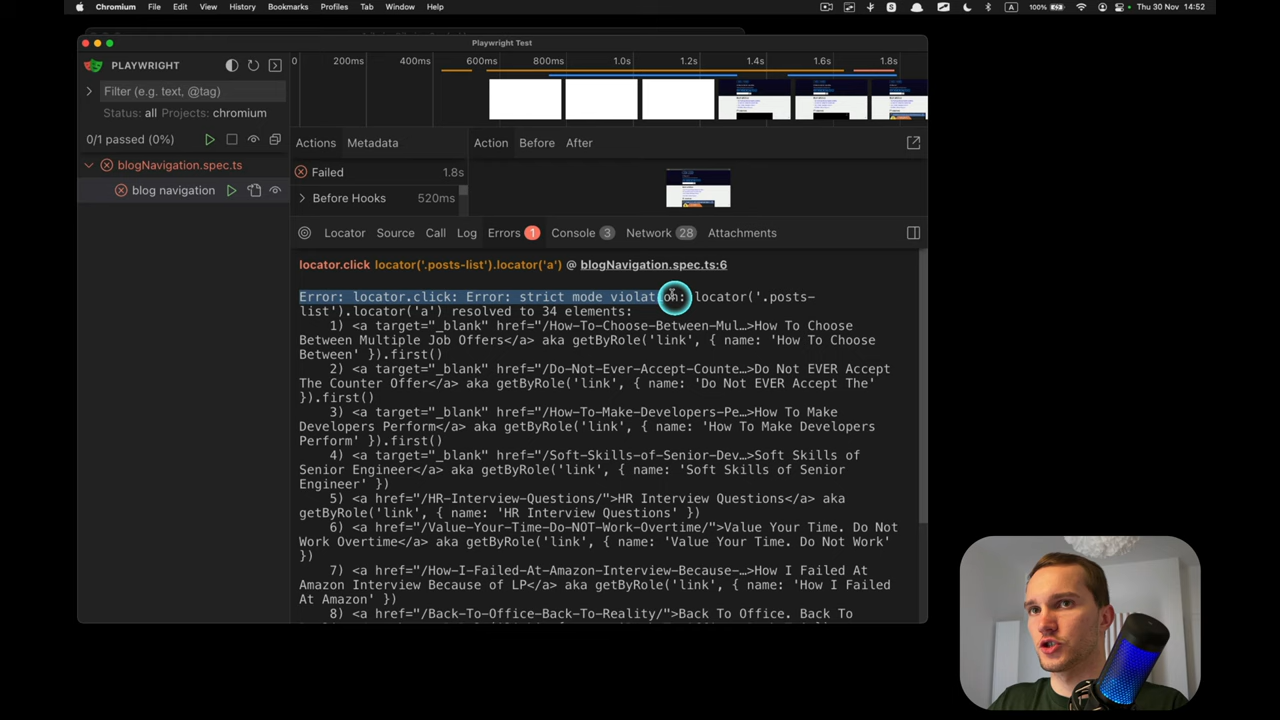 Chromium File Edit View History Bookmarks Profiles Tab Window Help 100% Thu 30 Nov 14:52
Playwright Test
PLAYWRIGHT
Filter (e.g. text, @tag)
Status: all Projects: chromium
0/1 passed (0%)
blogNavigation.spec.ts
blog navigation
0 200ms 400ms 600ms 800ms 1.0s 1.2s 1.4s 1.6s 1.8s
Actions Metadata
Failed 1.8s
Before Hooks 520ms
Action Before After
Locator Source Call Log Errors 1 Console 3 Network 28 Attachments
locator.click locator('.posts-list').locator('a') @ blogNavigation.spec.ts:6
Error: locator.click: Error: strict mode violation: locator('.posts-
list').locator('a') resolved to 34 elements:
1) <a target="_blank" href="/How-To-Choose-Between-Mul…>How To Choose
Between Multiple Job Offers</a> aka getByRole('link', { name: 'How To Choose
Between' }).first()
2) <a target="_blank" href="/Do-Not-Ever-Accept-Counte…>Do Not EVER Accept
The Counter Offer</a> aka getByRole('link', { name: 'Do Not EVER Accept The'
}).first()
3) <a target="_blank" href="/How-To-Make-Developers-Pe…>How To Make
Developers Perform</a> aka getByRole('link', { name: 'How To Make Developers
Perform' }).first()
4) <a target="_blank" href="/Soft-Skills-of-Senior-Dev…>Soft Skills of
Senior Engineer</a> aka getByRole('link', { name: 'Soft Skills of Senior
Engineer' })
5) <a href="/HR-Interview-Questions/">HR Interview Questions</a> aka
getByRole('link', { name: 'HR Interview Questions' })
6) <a href="/Value-Your-Time-Do-NOT-Work-Overtime/">Value Your Time. Do Not
Work Overtime</a> aka getByRole('link', { name: 'Value Your Time. Do Not Work'
})
7) <a href="/How-I-Failed-At-Amazon-Interview-Because-…>How I Failed At
Amazon Interview Because of LP</a> aka getByRole('link', { name: 'How I Failed
At Amazon' })
8) <a href="/Back-To-Office-Back-To-Reality/">Back To Office. Back To